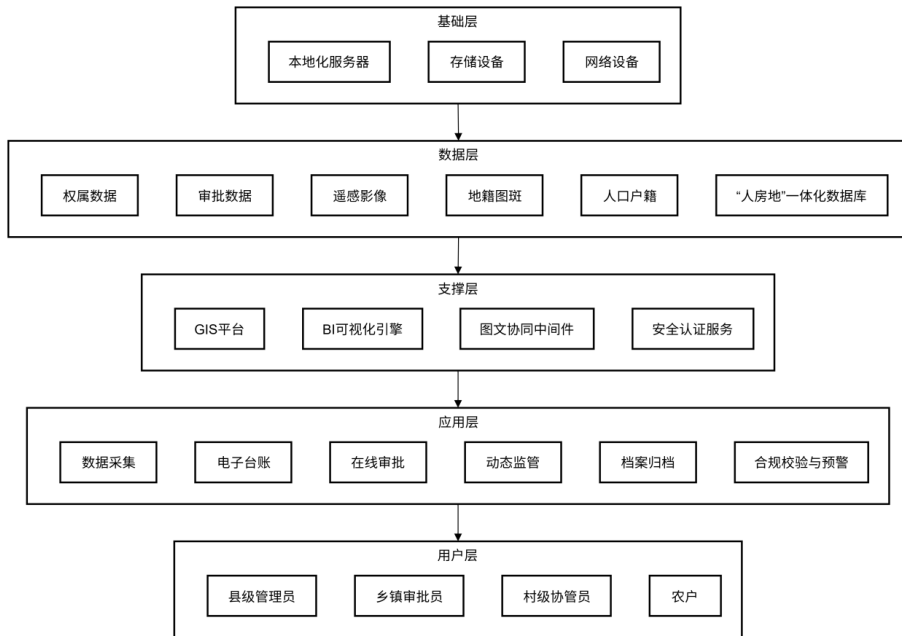 基础层
本地化服务器
存储设备
网络设备
数据层
权属数据
审批数据
遥感影像
地籍图斑
人口户籍
“人房地”一体化数据库
支撑层
GIS平台
BI可视化引擎
图文协同中间件
安全认证服务
应用层
数据采集
电子台账
在线审批
动态监管
档案归档
合规校验与预警
用户层
县级管理员
乡镇审批员
村级协管员
农户